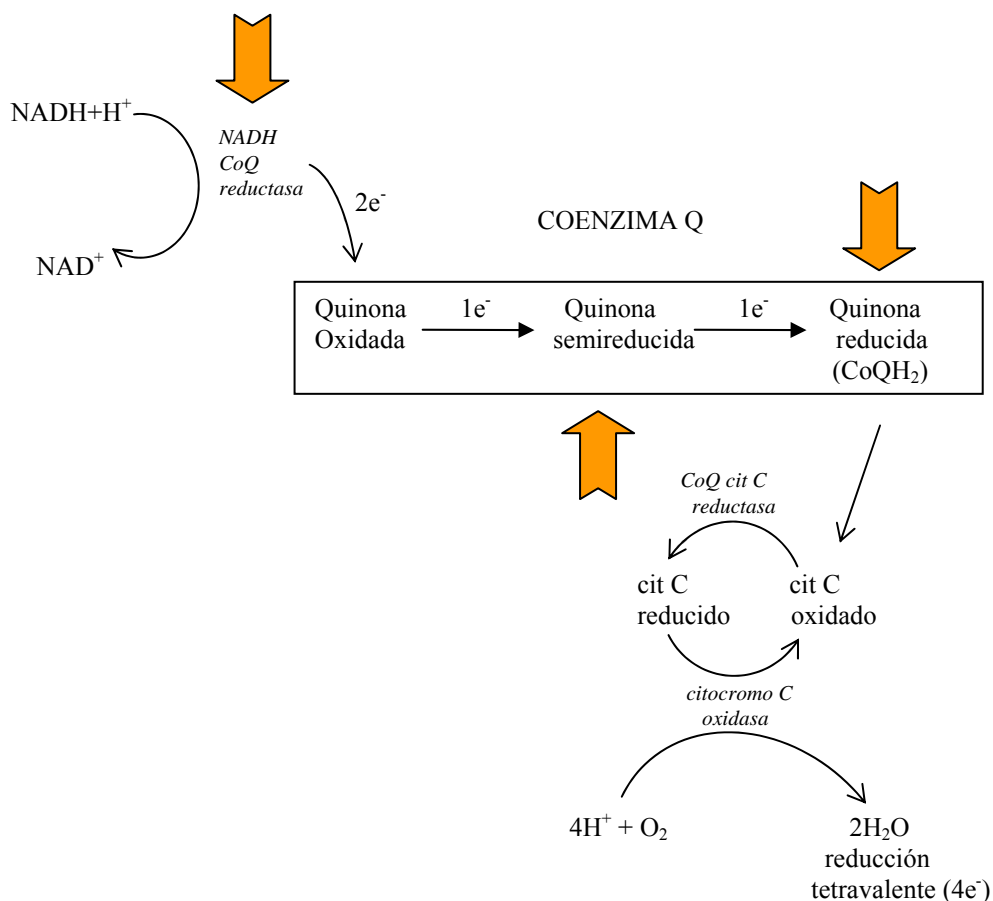 NADH+H⁺
NADH
CoQ
reductasa
2e⁻
NAD⁺
COENZIMA Q
Quinona
Oxidada
1e⁻
Quinona
semireducida
1e⁻
Quinona
reducida
(CoQH₂)
CoQ cit C
reductasa
cit C
reducido
cit C
oxidado
citocromo C
oxidasa
4H⁺ + O₂
2H₂O
reducción
tetravalente (4e⁻)